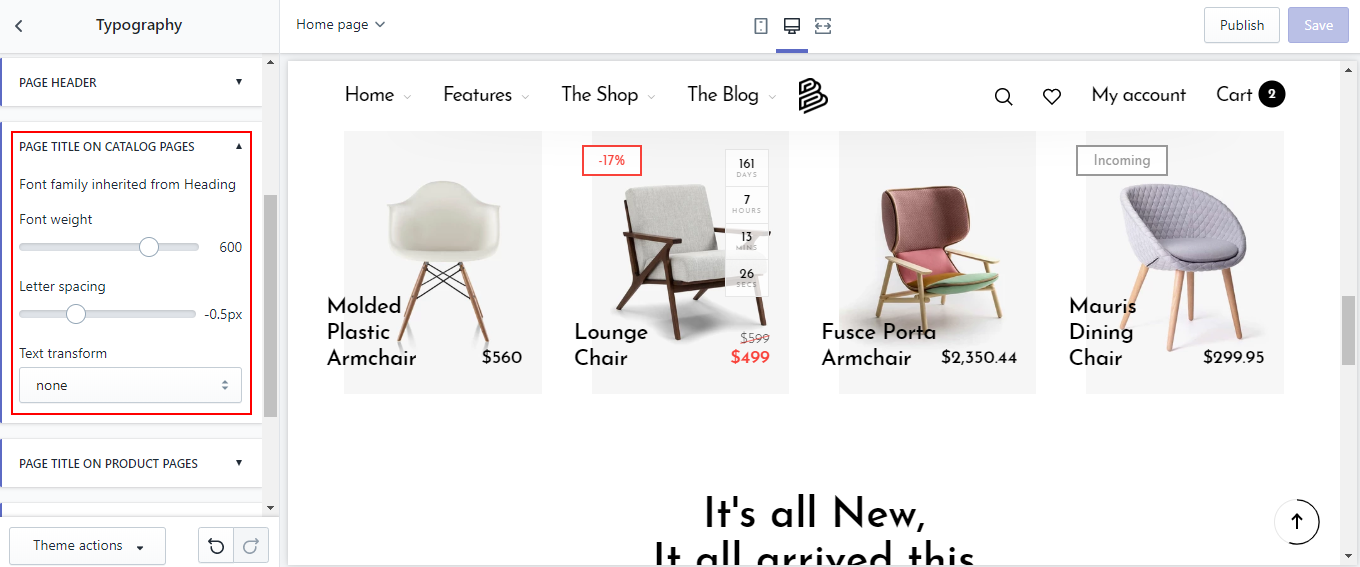 Typography
Home page
Publish
Save
PAGE HEADER
PAGE TITLE ON CATALOG PAGES
Font family inherited from Heading
Font weight
600
Letter spacing
-0.5px
Text transform
none
PAGE TITLE ON PRODUCT PAGES
Theme actions
Home
Features
The Shop
The Blog
My account
Cart
2
Molded
Plastic
Armchair
$560
-17%
161
DAYS
7
HOURS
13
MINS
26
SECS
Lounge
Chair
$599
$499
Fusce Porta
Armchair
$2,350.44
Incoming
Mauris
Dining
Chair
$299.95
It's all New,
It all arrived this